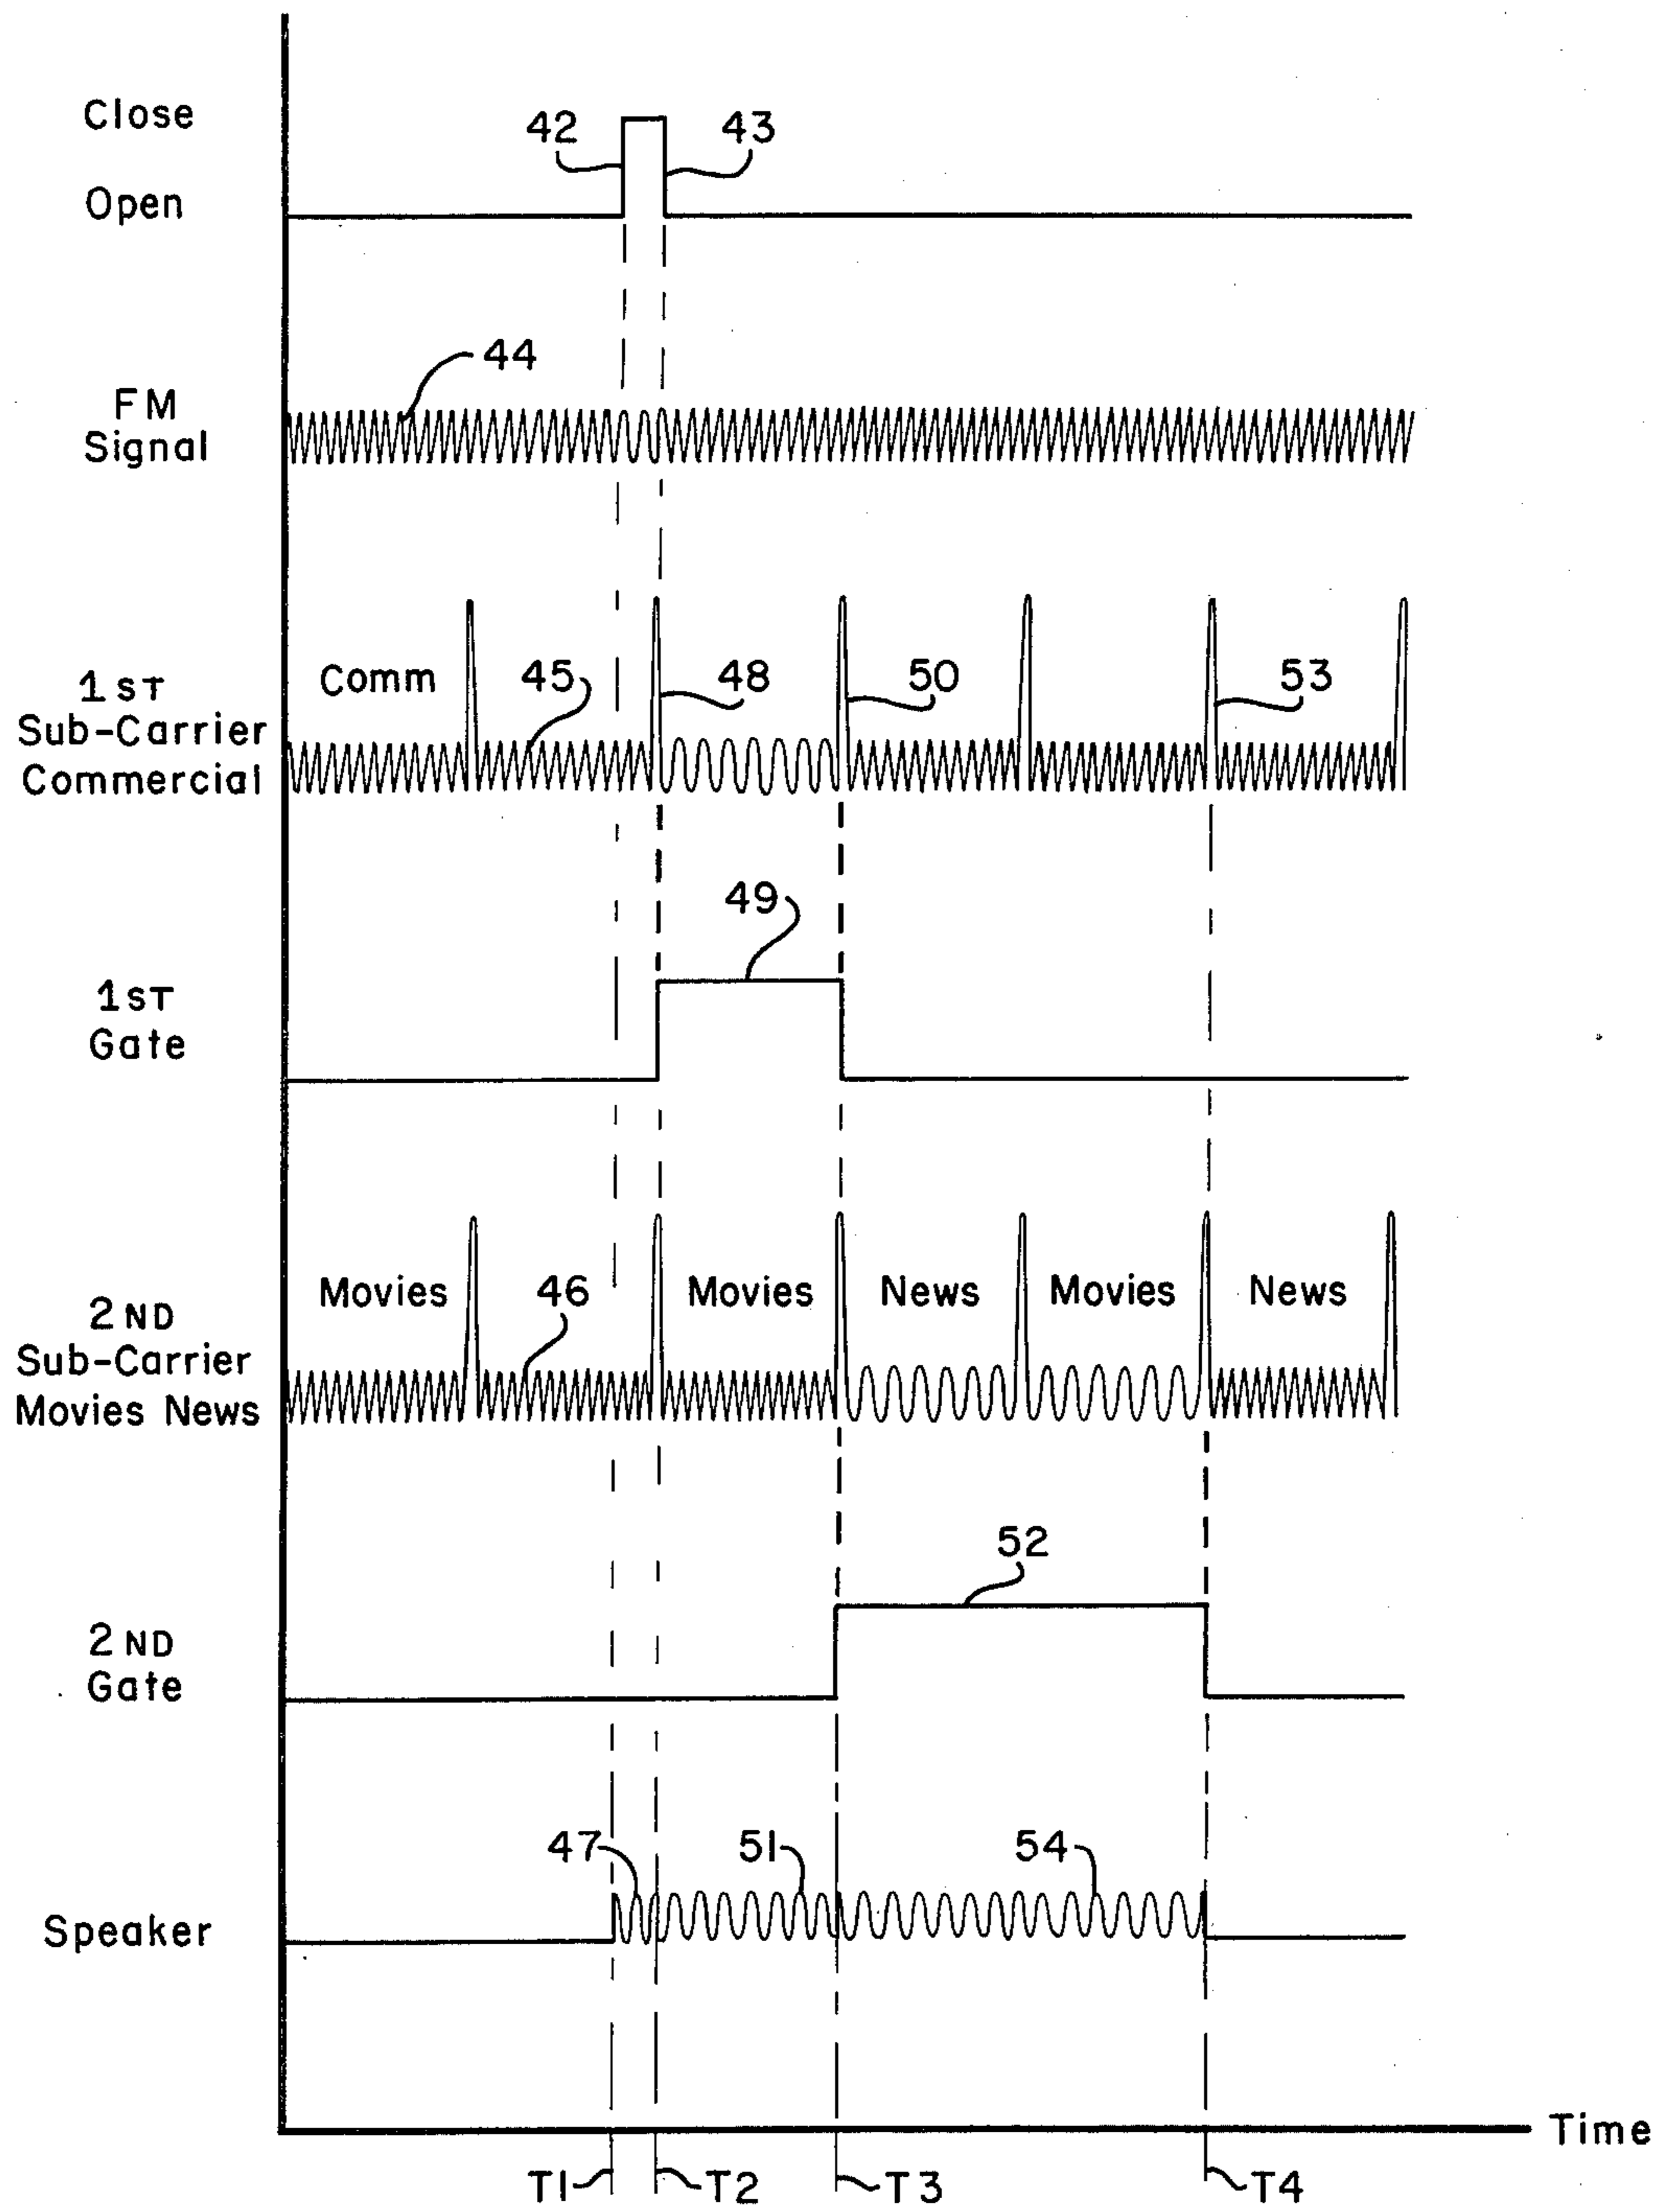 Close
42
43
Open
44
FM
Signal
Comm
45
48
50
53
1ST
Sub-Carrier
Commercial
49
1ST
Gate
Movies
46
Movies
News
Movies
News
2ND
Sub-Carrier
Movies News
52
2ND
Gate
47
51
54
Speaker
Time
T1
T2
T3
T4